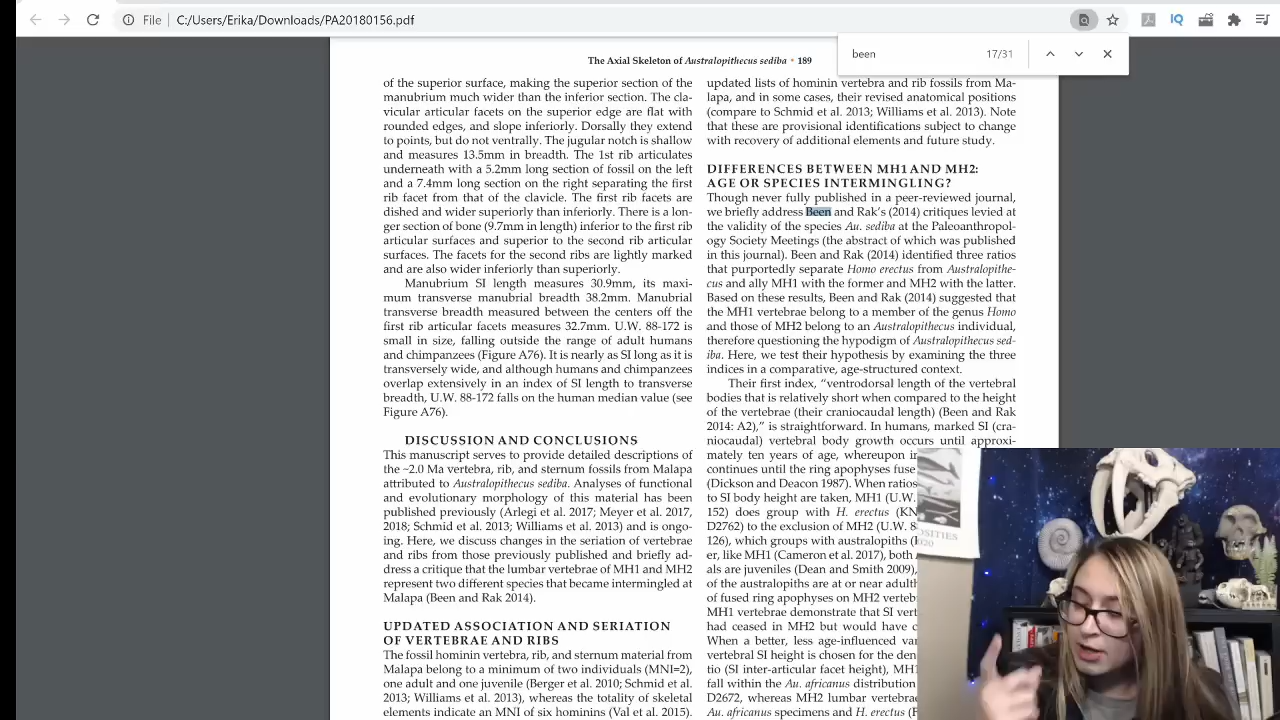 File
C:/Users/Erika/Downloads/PA20180156.pdf
been
17/31
The Axial Skeleton of Australopithecus sediba • 189
of the superior surface, making the superior section of the
manubrium much wider than the inferior section. The cla-
vicular articular facets on the superior edge are flat with
rounded edges, and slope inferiorly. Dorsally they extend
to points, but do not ventrally. The jugular notch is shallow
and measures 13.5mm in breadth. The 1st rib articulates
underneath with a 5.2mm long section of fossil on the left
and a 7.4mm long section on the right separating the first
rib facet from that of the clavicle. The first rib facets are
dished and wider superiorly than inferiorly. There is a lon-
ger section of bone (9.7mm in length) inferior to the first rib
articular surfaces and superior to the second rib articular
surfaces. The facets for the second ribs are lightly marked
and are also wider inferiorly than superiorly.
Manubrium SI length measures 30.9mm, its maxi-
mum transverse manubrial breadth 38.2mm. Manubrial
transverse breadth measured between the centers off the
first rib articular facets measures 32.7mm. U.W. 88-172 is
small in size, falling outside the range of adult humans
and chimpanzees (Figure A76). It is nearly as SI long as it is
transversely wide, and although humans and chimpanzees
overlap extensively in an index of SI length to transverse
breadth, U.W. 88-172 falls on the human median value (see
Figure A76).
DISCUSSION AND CONCLUSIONS
This manuscript serves to provide detailed descriptions of
the ~2.0 Ma vertebra, rib, and sternum fossils from Malapa
attributed to Australopithecus sediba. Analyses of functional
and evolutionary morphology of this material has been
published previously (Arlegi et al. 2017; Meyer et al. 2017,
2018; Schmid et al. 2013; Williams et al. 2013) and is ongo-
ing. Here, we discuss changes in the seriation of vertebrae
and ribs from those previously published and briefly ad-
dress a critique that the lumbar vertebrae of MH1 and MH2
represent two different species that became intermingled at
Malapa (Been and Rak 2014).
UPDATED ASSOCIATION AND SERIATION
OF VERTEBRAE AND RIBS
The fossil hominin vertebra, rib, and sternum material from
Malapa belong to a minimum of two individuals (MNI=2),
one adult and one juvenile (Berger et al. 2010; Schmid et al.
2013; Williams et al. 2013), whereas the totality of skeletal
elements indicate an MNI of six hominins (Val et al. 2015).
updated lists of hominin vertebra and rib fossils from Ma-
lapa, and in some cases, their revised anatomical positions
(compare to Schmid et al. 2013; Williams et al. 2013). Note
that these are provisional identifications subject to change
with recovery of additional elements and future study.
DIFFERENCES BETWEEN MH1 AND MH2:
AGE OR SPECIES INTERMINGLING?
Though never fully published in a peer-reviewed journal,
we briefly address Been and Rak's (2014) critiques levied at
the validity of the species Au. sediba at the Paleoanthropol-
ogy Society Meetings (the abstract of which was published
in this journal). Been and Rak (2014) identified three ratios
that purportedly separate Homo erectus from Australopithe-
cus and ally MH1 with the former and MH2 with the latter.
Based on these results, Been and Rak (2014) suggested that
the MH1 vertebrae belong to a member of the genus Homo
and those of MH2 belong to an Australopithecus individual,
therefore questioning the hypodigm of Australopithecus sed-
iba. Here, we test their hypothesis by examining the three
indices in a comparative, age-structured context.
Their first index, "ventrodorsal length of the vertebral
bodies that is relatively short when compared to the height
of the vertebrae (their craniocaudal length) (Been and Rak
2014: A2)," is straightforward. In humans, marked SI (cra-
niocaudal) vertebral body growth occurs until approxi-
mately ten years of age, whereupon
continues until the ring apophyses fuse
(Dickson and Deacon 1987). When ratios
to SI body height are taken, MH1 (U.W.
152) does group with H. erectus (KN
D2762) to the exclusion of MH2 (U.W. 8
126), which groups with australopiths
er, like MH1 (Cameron et al. 2017), both
als are juveniles (Dean and Smith 2009),
of the australopiths are at or near adulth
of fused ring apophyses on MH2 verteb
MH1 vertebrae demonstrate that SI vert
had ceased in MH2 but would have c
When a better, less age-influenced var
vertebral SI height is chosen for the den
tio (SI inter-articular facet height), MH1
fall within the Au. africanus distribution
D2672, whereas MH2 lumbar vertebrae
Au. africanus specimens and H. erectus
OSITIES